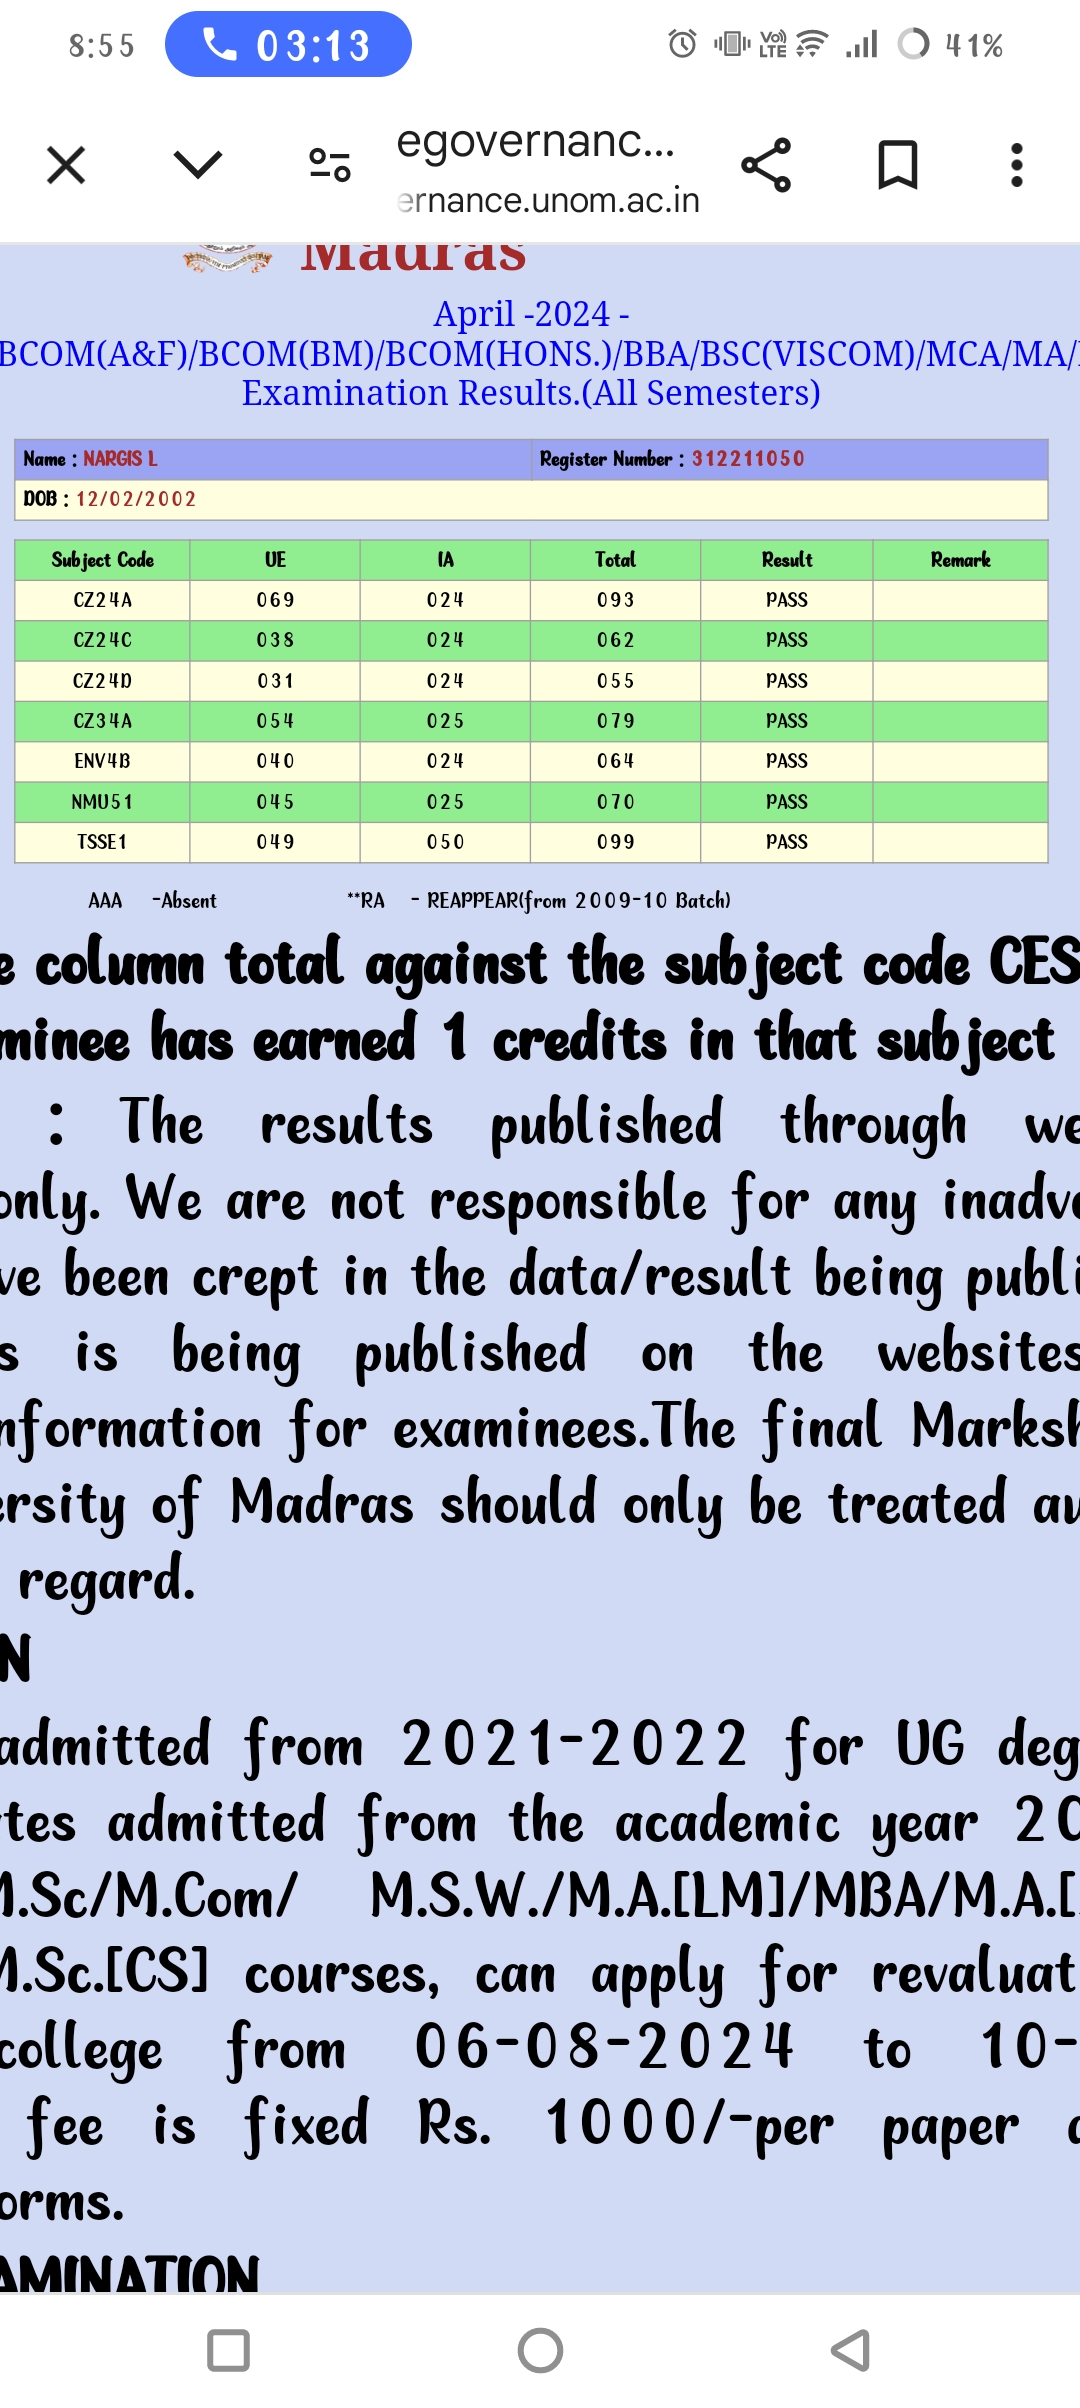 8:55 03:13 Vo) LTE 41%
egovernanc...
ernance.unom.ac.in
Madras
April -2024 -
BCOM(A&F)/BCOM(BM)/BCOM(HONS.)/BBA/BSC(VISCOM)/MCA/MA/
Examination Results.(All Semesters)
Name : NARGIS L Register Number : 312211050
DOB : 12/02/2002
Subject Code UE IA Total Result Remark
CZ24A 069 024 093 PASS
CZ24C 038 024 062 PASS
CZ24D 031 024 055 PASS
CZ34A 054 025 079 PASS
ENV4B 040 024 064 PASS
NMU51 045 025 070 PASS
TSSE1 049 050 099 PASS
AAA -Absent **RA - REAPPEAR(from 2009-10 Batch)
e column total against the subject code CES
minee has earned 1 credits in that subject
: The results published through we
only. We are not responsible for any inadve
ve been crept in the data/result being publi
s is being published on the websites
nformation for examinees.The final Marksh
ersity of Madras should only be treated au
regard.
N
admitted from 2021-2022 for UG deg
tes admitted from the academic year 20
M.Sc/M.Com/ M.S.W./M.A.[LM]/MBA/M.A.[
M.Sc.[CS] courses, can apply for revaluat
college from 06-08-2024 to 10-
fee is fixed Rs. 1000/-per paper
orms.
AMINATION